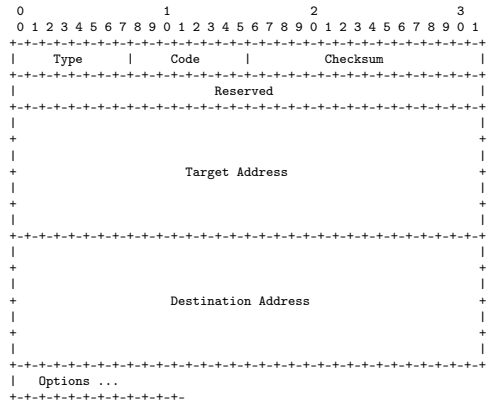 0                   1                   2                   3
0 1 2 3 4 5 6 7 8 9 0 1 2 3 4 5 6 7 8 9 0 1 2 3 4 5 6 7 8 9 0 1
+-+-+-+-+-+-+-+-+-+-+-+-+-+-+-+-+-+-+-+-+-+-+-+-+-+-+-+-+-+-+-+-+
|     Type      |     Code      |          Checksum             |
+-+-+-+-+-+-+-+-+-+-+-+-+-+-+-+-+-+-+-+-+-+-+-+-+-+-+-+-+-+-+-+-+
|                           Reserved                            |
+-+-+-+-+-+-+-+-+-+-+-+-+-+-+-+-+-+-+-+-+-+-+-+-+-+-+-+-+-+-+-+-+
|                                                               |
+                                                               +
|                                                               |
+                       Target Address                          +
|                                                               |
+                                                               +
|                                                               |
+-+-+-+-+-+-+-+-+-+-+-+-+-+-+-+-+-+-+-+-+-+-+-+-+-+-+-+-+-+-+-+-+
|                                                               |
+                                                               +
|                                                               |
+                     Destination Address                       +
|                                                               |
+                                                               +
|                                                               |
+-+-+-+-+-+-+-+-+-+-+-+-+-+-+-+-+-+-+-+-+-+-+-+-+-+-+-+-+-+-+-+-+
|   Options ...
+-+-+-+-+-+-+-+-+-+-+-+-